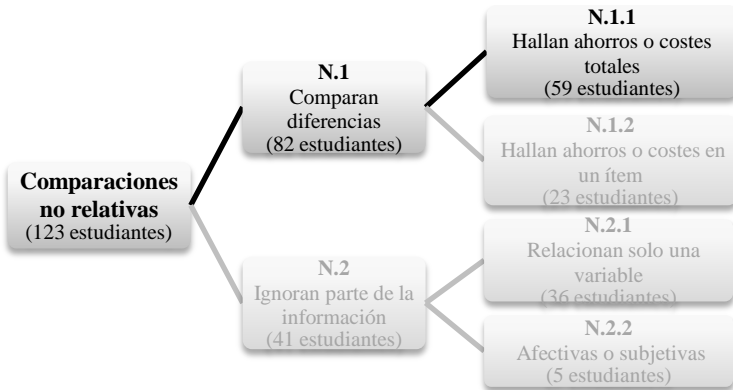 Comparaciones
no relativas
(123 estudiantes)
N.1
Comparan
diferencias
(82 estudiantes)
N.1.1
Hallan ahorros o costes
totales
(59 estudiantes)
N.1.2
Hallan ahorros o costes en
un ítem
(23 estudiantes)
N.2
Ignoran parte de la
información
(41 estudiantes)
N.2.1
Relacionan solo una
variable
(36 estudiantes)
N.2.2
Afectivas o subjetivas
(5 estudiantes)